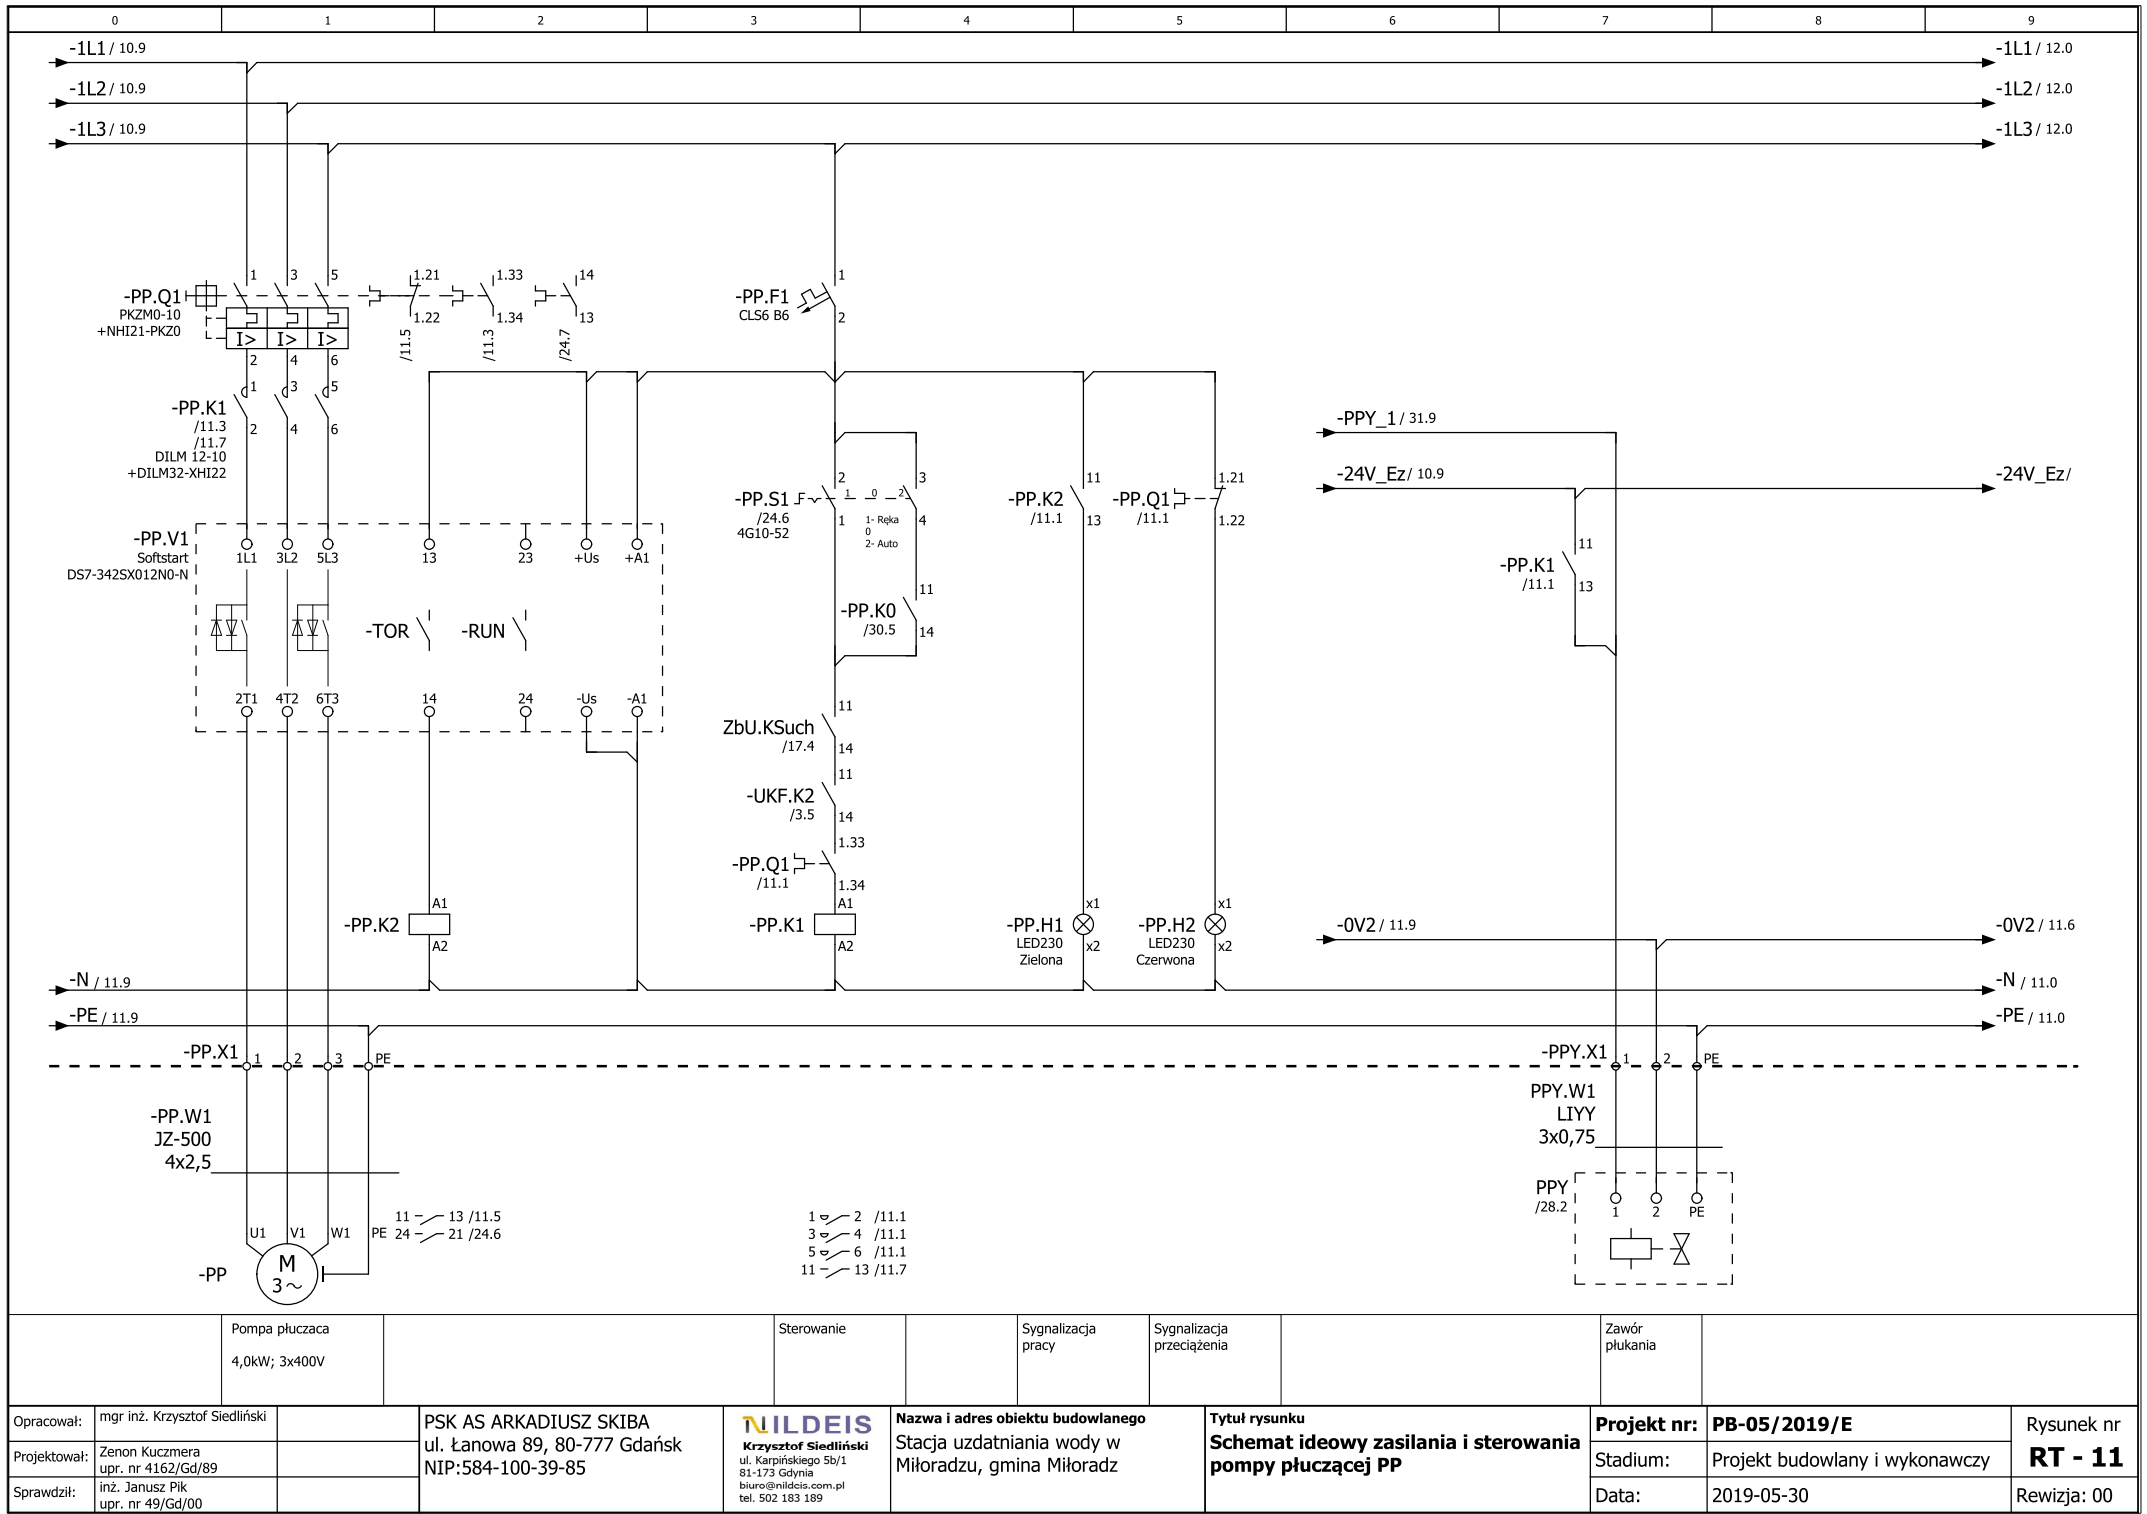 0 1 2 3 4 5 6 7 8 9
-1L1 / 10.9
-1L1 / 12.0
-1L2 / 10.9
-1L2 / 12.0
-1L3 / 10.9
-1L3 / 12.0
-PP.Q1
PKZM0-10
+NHI21-PKZ0
1 3 5
I> I> I>
2 4 6
1.21
1.22
/11.5
1.33
1.34
/11.3
14
13
/24.7
-PP.F1
CLS6 B6
1
2
-PP.K1
/11.3
/11.7
DILM 12-10
+DILM32-XHI22
1 3 5
2 4 6
-PP.V1
Softstart
DS7-342SX012N0-N
1L1 3L2 5L3 13 23 +Us +A1
-TOR
-RUN
2T1 4T2 6T3 14 24 -Us -A1
-PP.S1
/24.6
4G10-52
2
1
1 0 2
3
4
1- Ręka
0
2- Auto
-PP.K0
/30.5
11
14
ZbU.KSuch
/17.4
11
14
-UKF.K2
/3.5
11
14
-PP.Q1
/11.1
1.33
1.34
-PP.K2
A1
A2
-PP.K1
A1
A2
-PP.K2
/11.1
11
13
-PP.Q1
/11.1
1.21
1.22
-PP.H1
LED230
Zielona
x1
x2
-PP.H2
LED230
Czerwona
x1
x2
-PPY_1 / 31.9
-24V_Ez / 10.9
-24V_Ez /
-PP.K1
/11.1
11
13
-0V2 / 11.9
-0V2 / 11.6
-N / 11.9
-N / 11.0
-PE / 11.9
-PE / 11.0
-PP.X1
1 2 3 PE
-PPY.X1
1 2 PE
-PP.W1
JZ-500
4x2,5
PPY.W1
LIYY
3x0,75
PPY
/28.2
1 2 PE
U1 V1 W1 PE
M
3~
-PP
11 13 /11.5
24 21 /24.6
1 2 /11.1
3 4 /11.1
5 6 /11.1
11 13 /11.7
Pompa płuczaca
4,0kW; 3x400V
Sterowanie
Sygnalizacja
pracy
Sygnalizacja
przeciążenia
Zawór
płukania
Opracował:
mgr inż. Krzysztof Siedliński
Projektował:
Zenon Kuczmera
upr. nr 4162/Gd/89
Sprawdził:
inż. Janusz Pik
upr. nr 49/Gd/00
PSK AS ARKADIUSZ SKIBA
ul. Łanowa 89, 80-777 Gdańsk
NIP:584-100-39-85
NILDEIS
Krzysztof Siedliński
ul. Karpińskiego 5b/1
81-173 Gdynia
biuro@nildeis.com.pl
tel. 502 183 189
Nazwa i adres obiektu budowlanego
Stacja uzdatniania wody w
Miłoradzu, gmina Miłoradz
Tytuł rysunku
Schemat ideowy zasilania i sterowania
pompy płuczącej PP
Projekt nr: PB-05/2019/E
Stadium: Projekt budowlany i wykonawczy
Data: 2019-05-30
Rysunek nr
RT - 11
Rewizja: 00